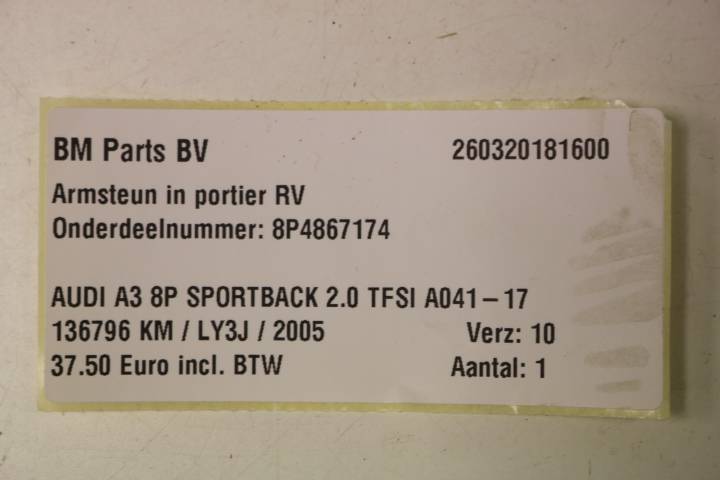 BM Parts BV 260320181600
Armsteun in portier RV
Onderdeelnummer: 8P4867174
AUDI A3 8P SPORTBACK 2.0 TFSI A041-17
136796 KM / LY3J / 2005 Verz: 10
37.50 Euro incl. BTW Aantal: 1